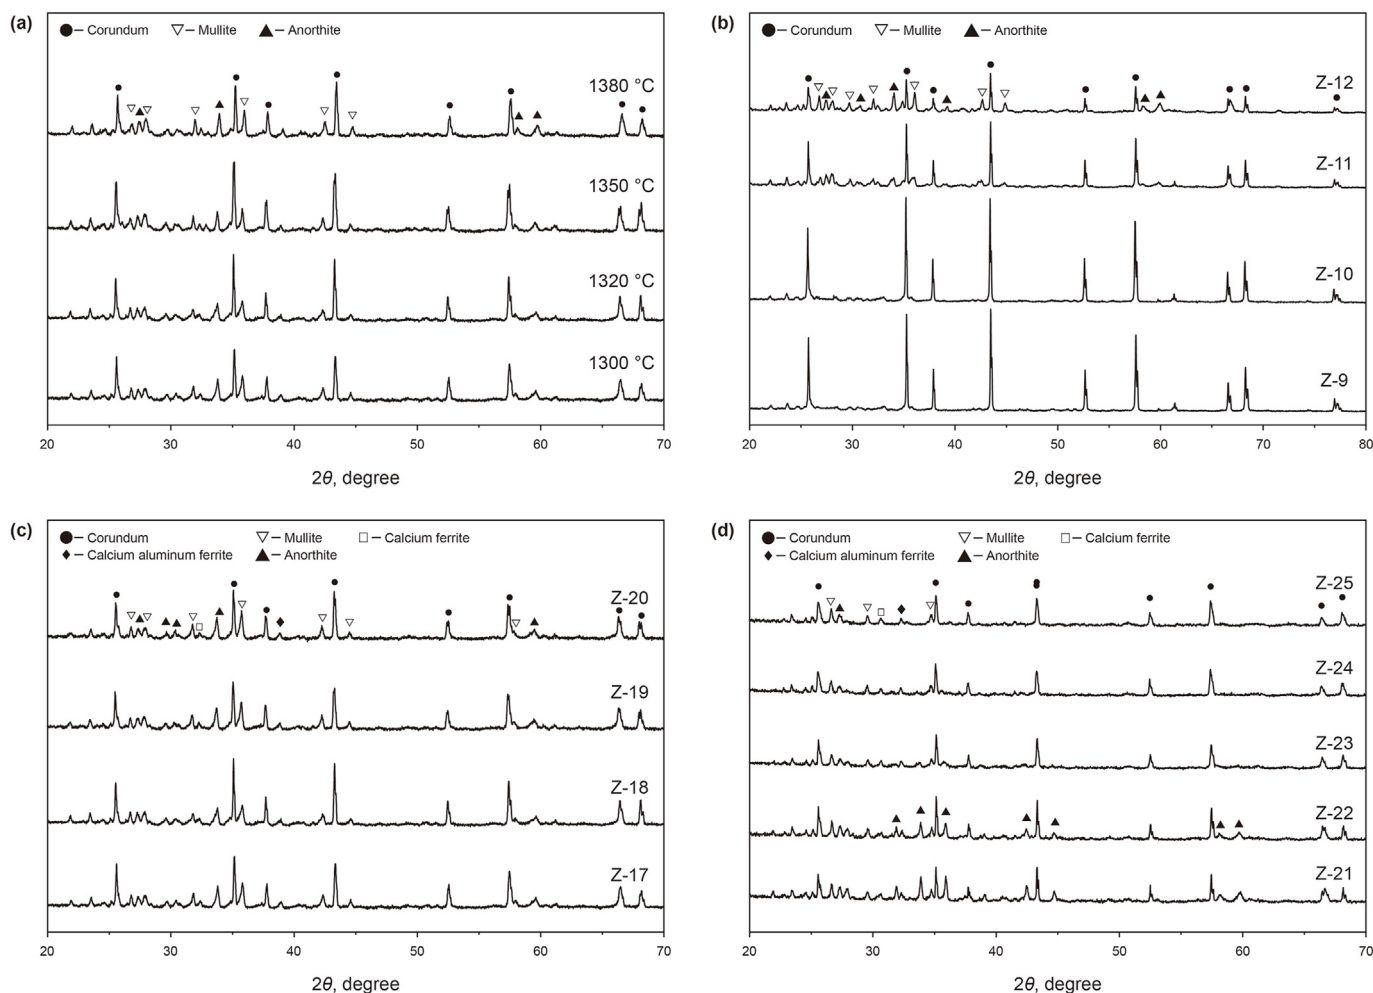 (a)
● – Corundum ▽ – Mullite ▲ – Anorthite
1380 °C
1350 °C
1320 °C
1300 °C
20 30 40 50 60 70
2θ, degree
(b)
● – Corundum ▽ – Mullite ▲ – Anorthite
Z-12
Z-11
Z-10
Z-9
20 30 40 50 60 70 80
2θ, degree
(c)
● – Corundum ▽ – Mullite □ – Calcium ferrite
♦ – Calcium aluminum ferrite ▲ – Anorthite
Z-20
Z-19
Z-18
Z-17
20 30 40 50 60 70
2θ, degree
(d)
● – Corundum ▽ – Mullite □ – Calcium ferrite
♦ – Calcium aluminum ferrite ▲ – Anorthite
Z-25
Z-24
Z-23
Z-22
Z-21
20 30 40 50 60 70
2θ, degree